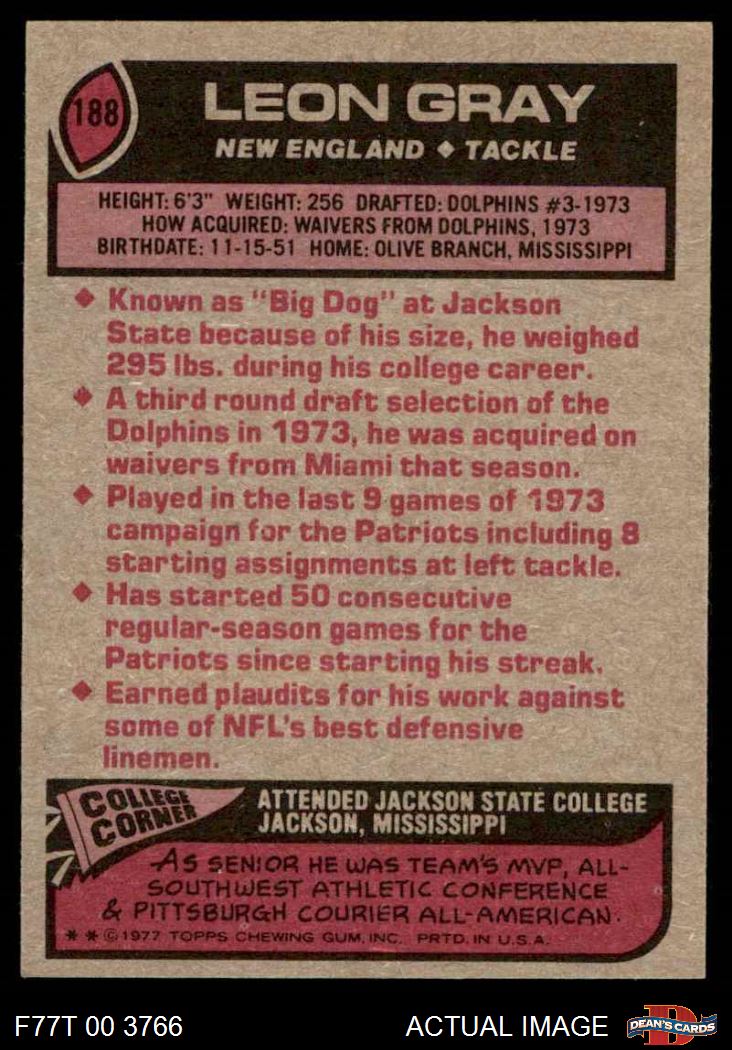 188
LEON GRAY
NEW ENGLAND ♦ TACKLE
HEIGHT: 6'3" WEIGHT: 256 DRAFTED: DOLPHINS #3-1973
HOW ACQUIRED: WAIVERS FROM DOLPHINS, 1973
BIRTHDATE: 11-15-51 HOME: OLIVE BRANCH, MISSISSIPPI
♦ Known as "Big Dog" at Jackson
State because of his size, he weighed
295 lbs. during his college career.
♦ A third round draft selection of the
Dolphins in 1973, he was acquired on
waivers from Miami that season.
♦ Played in the last 9 games of 1973
campaign for the Patriots including 8
starting assignments at left tackle.
♦ Has started 50 consecutive
regular-season games for the
Patriots since starting his streak.
♦ Earned plaudits for his work against
some of NFL's best defensive
linemen.
COLLEGE
CORNER
ATTENDED JACKSON STATE COLLEGE
JACKSON, MISSISSIPPI
AS SENIOR HE WAS TEAM'S MVP, ALL-
SOUTHWEST ATHLETIC CONFERENCE
& PITTSBURGH COURIER ALL-AMERICAN.
* * © 1977 TOPPS CHEWING GUM, INC. PRTD. IN U.S.A.
F77T 00 3766
ACTUAL IMAGE
D
DEAN'S CARDS